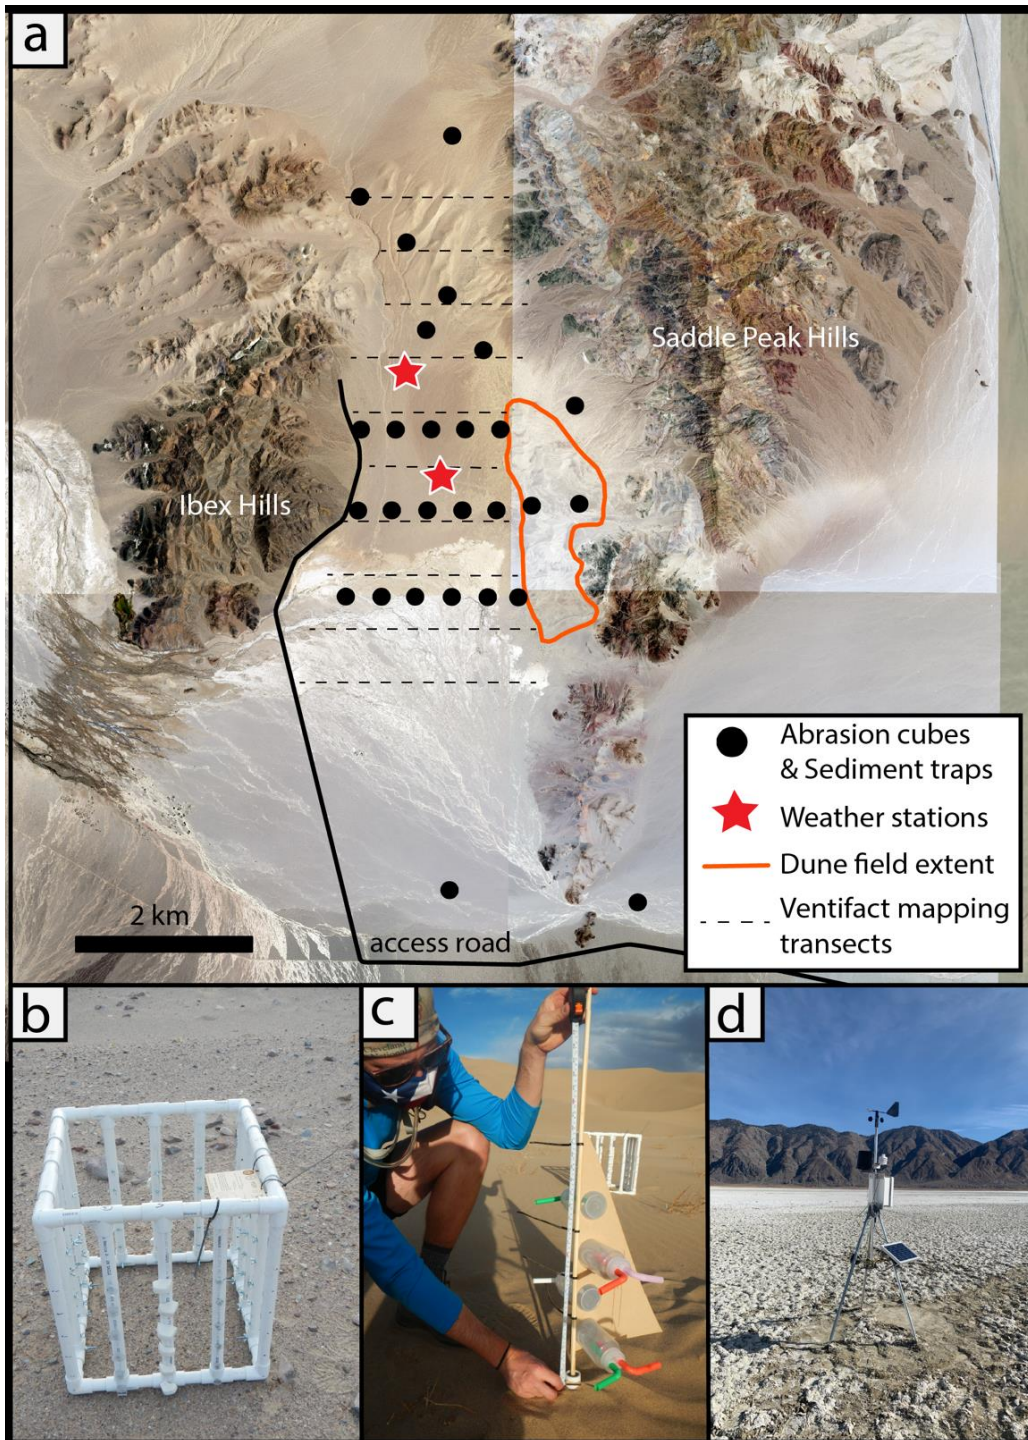 a
Saddle Peak Hills
Ibex Hills
Abrasion cubes
& Sediment traps
Weather stations
Dune field extent
Ventifact mapping
transects
2 km
access road
b
c
d